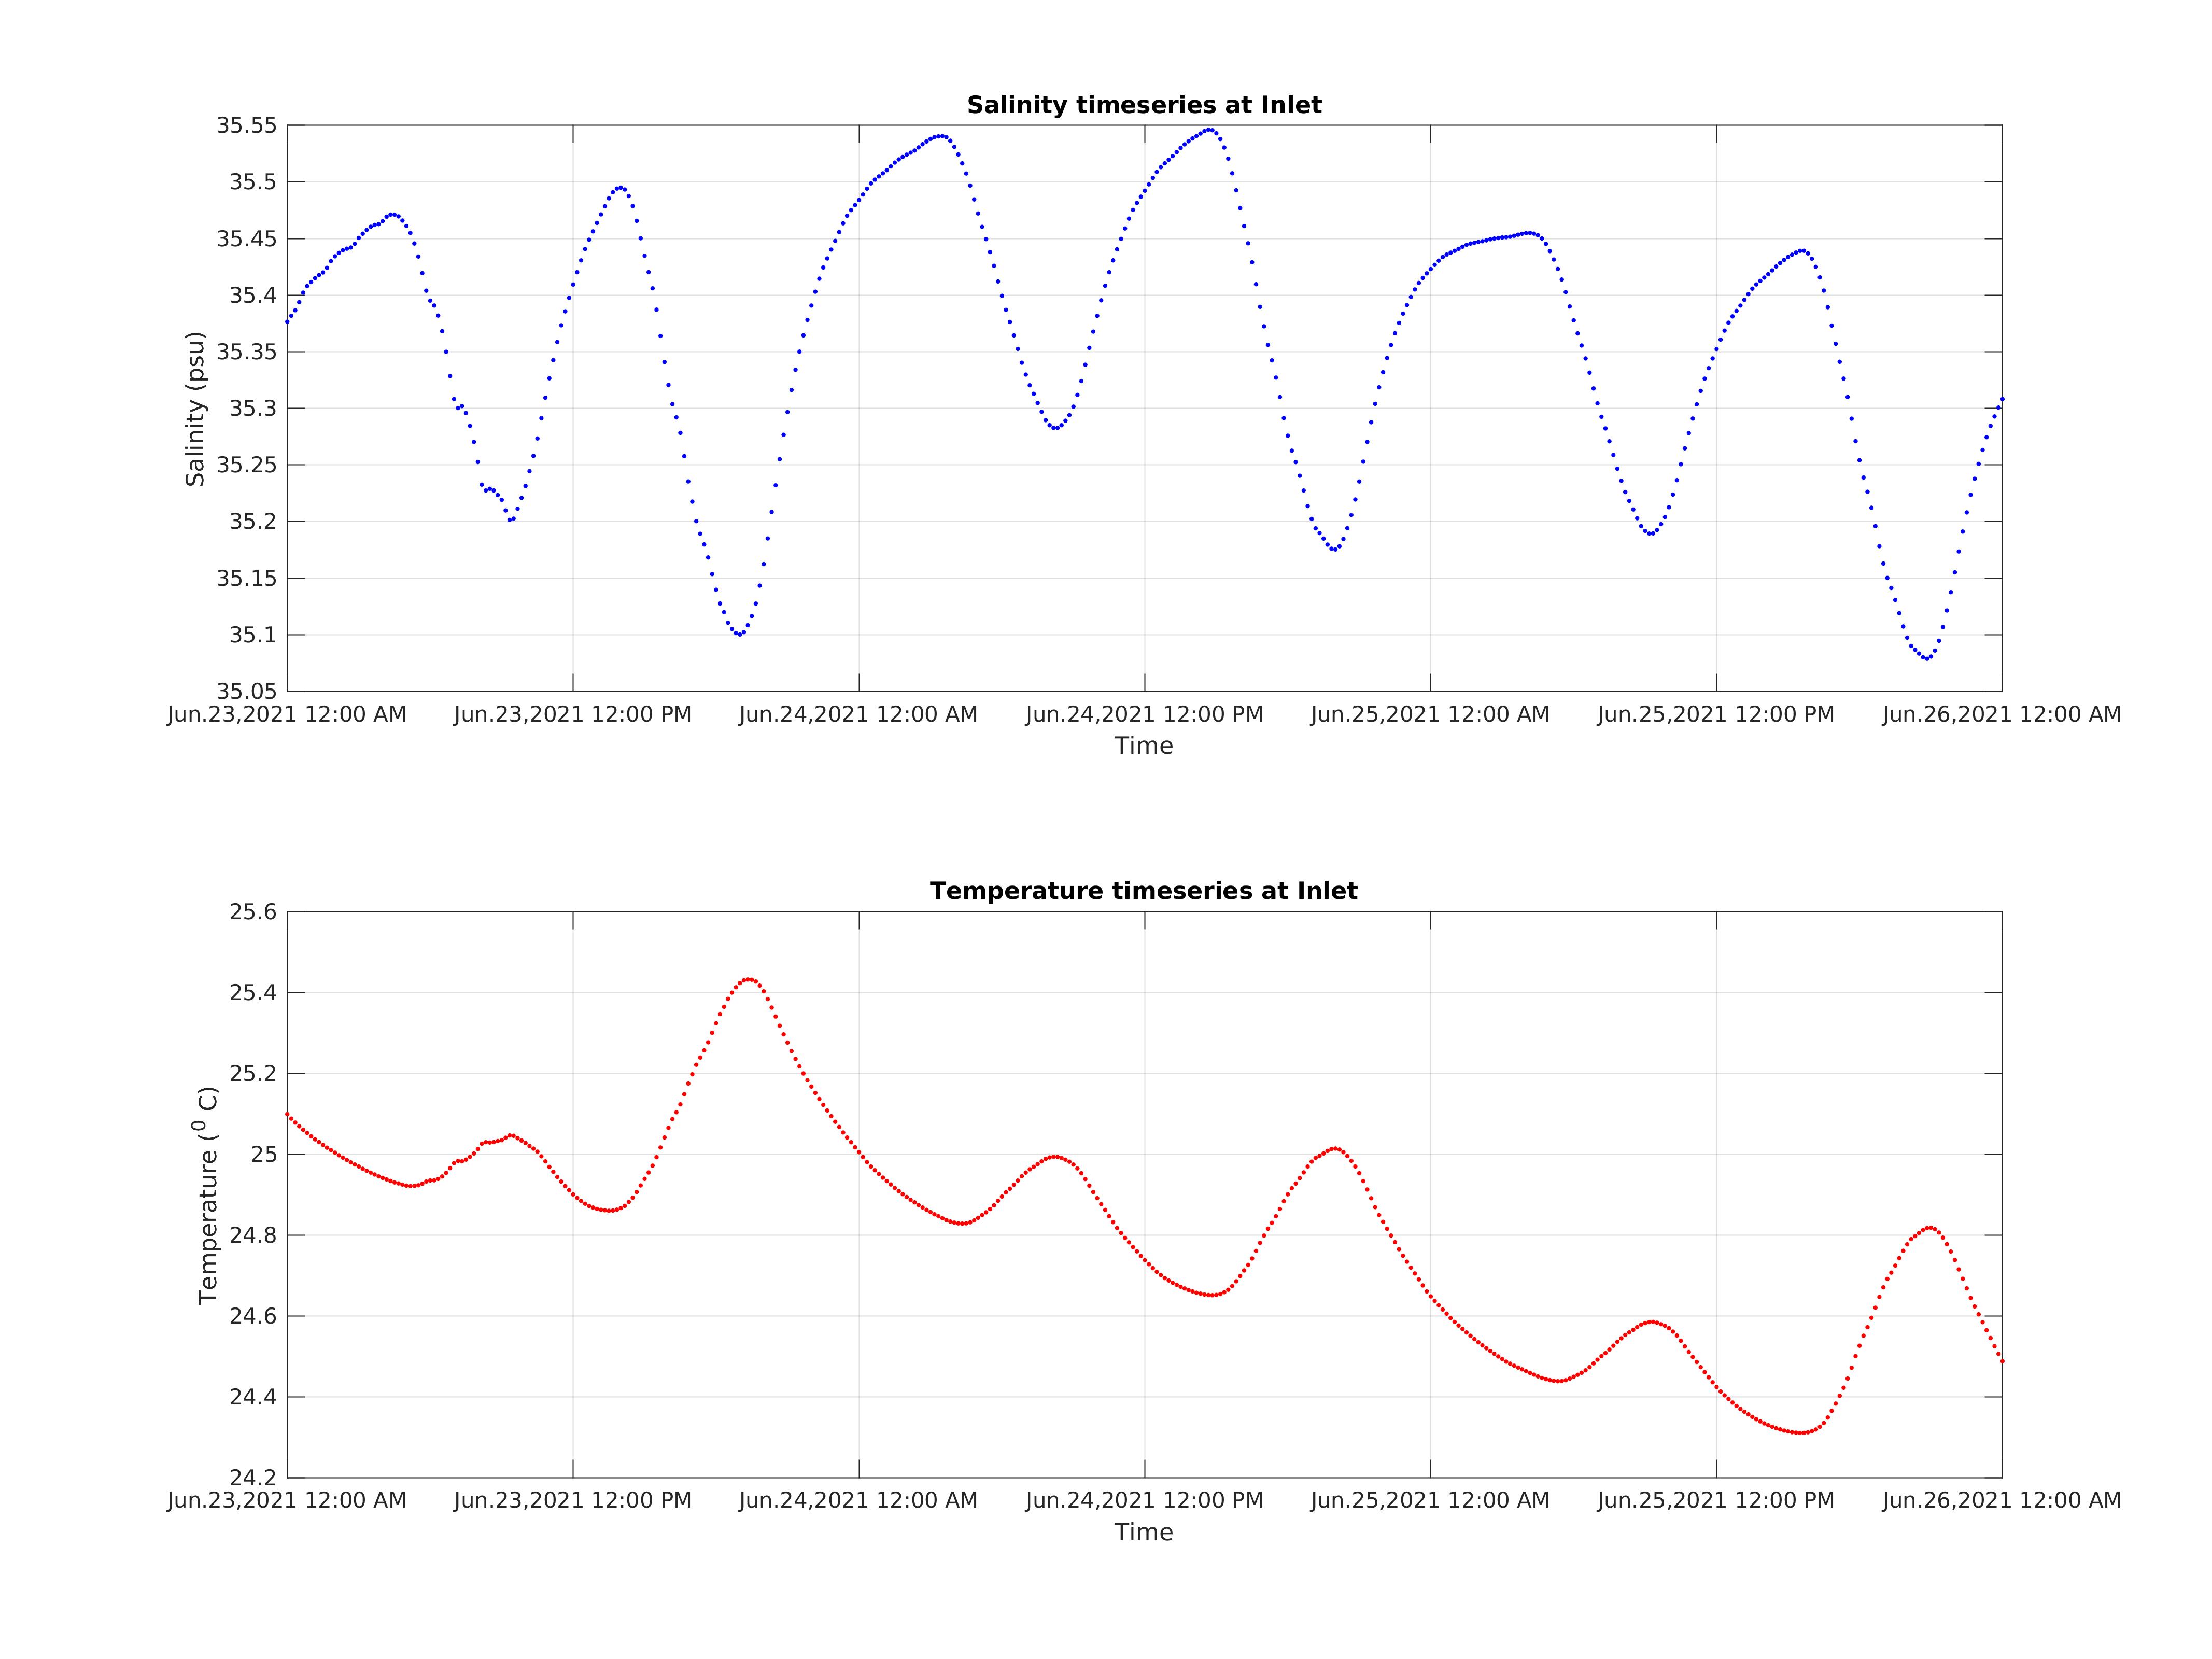 Salinity timeseries at Inlet
35.55
35.5
35.45
35.4
35.35
35.3
35.25
35.2
35.15
35.1
35.05
Salinity (psu)
Jun.23,2021 12:00 AM Jun.23,2021 12:00 PM Jun.24,2021 12:00 AM Jun.24,2021 12:00 PM Jun.25,2021 12:00 AM Jun.25,2021 12:00 PM Jun.26,2021 12:00 AM
Time
Temperature timeseries at Inlet
25.6
25.4
25.2
25
24.8
24.6
24.4
24.2
Temperature (⁰ C)
Jun.23,2021 12:00 AM Jun.23,2021 12:00 PM Jun.24,2021 12:00 AM Jun.24,2021 12:00 PM Jun.25,2021 12:00 AM Jun.25,2021 12:00 PM Jun.26,2021 12:00 AM
Time